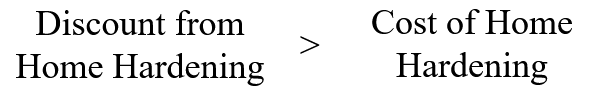 Discount from
Home Hardening
>
Cost of Home
Hardening